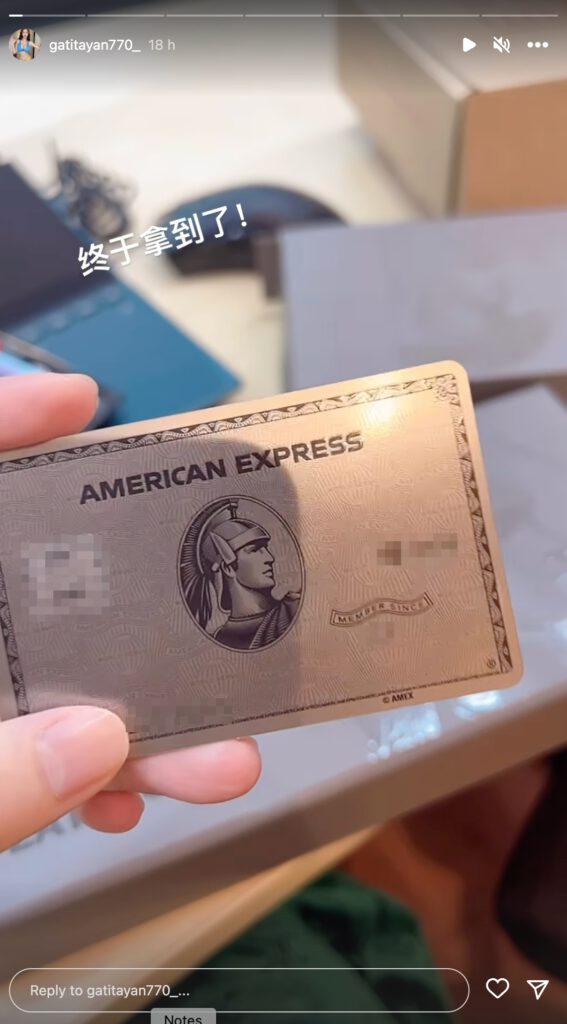 gatitayan770_ 18 h
终于拿到了！
AMERICAN EXPRESS
MEMBER SINCE
®
© AMEX
Reply to gatitayan770_...
Notes